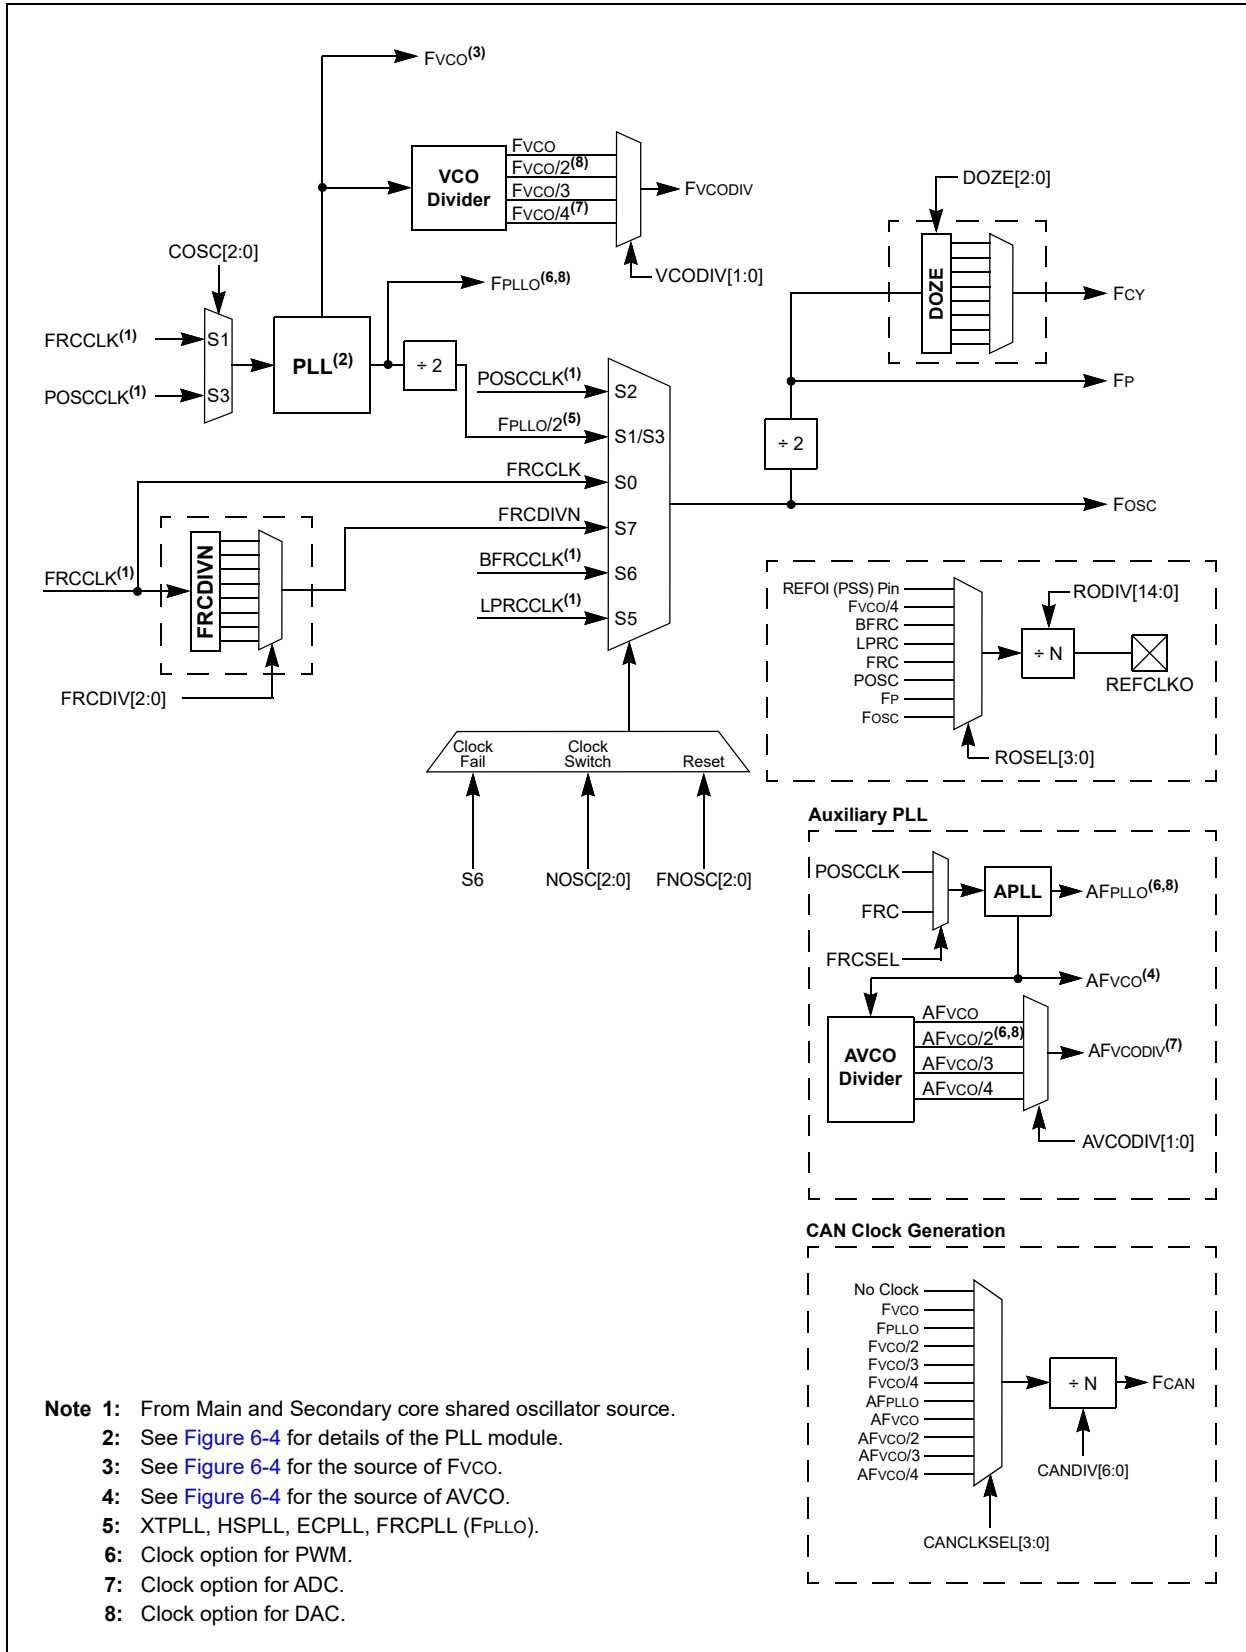 FVCO(3)
VCO
Divider
FVCO
FVCO/2(8)
FVCO/3
FVCO/4(7)
FVCODIV
VCODIV[1:0]
DOZE[2:0]
DOZE
FCY
COSC[2:0]
FPLLO(6,8)
FRCCLK(1)
S1
POSCCLK(1)
S3
PLL(2)
÷ 2
POSCCLK(1)
S2
FP
FPLLO/2(5)
S1/S3
÷ 2
FRCCLK
S0
FOSC
FRCDIVN
S7
FRCCLK(1)
FRCDIVN
BFRCCLK(1)
S6
LPRCCLK(1)
S5
FRCDIV[2:0]
REFOI (PSS) Pin
FVCO/4
BFRC
LPRC
FRC
POSC
FP
FOSC
RODIV[14:0]
÷ N
REFCLKO
ROSEL[3:0]
Clock
Fail
Clock
Switch
Reset
S6
NOSC[2:0]
FNOSC[2:0]
Auxiliary PLL
POSCCLK
FRC
FRCSEL
APLL
AFPLLO(6,8)
AFVCO(4)
AVCO
Divider
AFVCO
AFVCO/2(6,8)
AFVCO/3
AFVCO/4
AFVCODIV(7)
AVCODIV[1:0]
CAN Clock Generation
No Clock
FVCO
FPLLO
FVCO/2
FVCO/3
FVCO/4
AFPLLO
AFVCO
AFVCO/2
AFVCO/3
AFVCO/4
÷ N
FCAN
CANDIV[6:0]
CANCLKSEL[3:0]
Note 1: From Main and Secondary core shared oscillator source.
2: See Figure 6-4 for details of the PLL module.
3: See Figure 6-4 for the source of FVCO.
4: See Figure 6-4 for the source of AVCO.
5: XTPLL, HSPLL, ECPLL, FRCPLL (FPLLO).
6: Clock option for PWM.
7: Clock option for ADC.
8: Clock option for DAC.